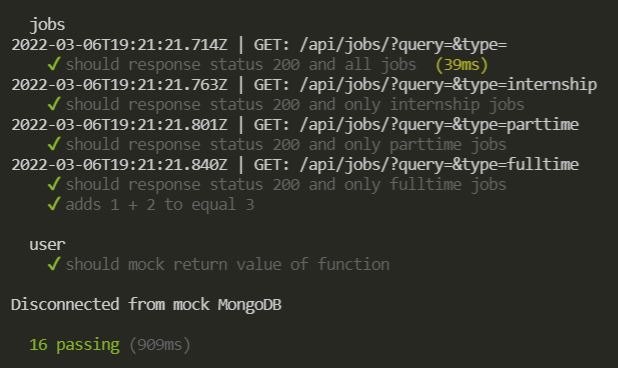 jobs
2022-03-06T19:21:21.714Z | GET: /api/jobs/?query=&type=
✓ should response status 200 and all jobs (39ms)
2022-03-06T19:21:21.763Z | GET: /api/jobs/?query=&type=internship
✓ should response status 200 and only internship jobs
2022-03-06T19:21:21.801Z | GET: /api/jobs/?query=&type=parttime
✓ should response status 200 and only parttime jobs
2022-03-06T19:21:21.840Z | GET: /api/jobs/?query=&type=fulltime
✓ should response status 200 and only fulltime jobs
✓ adds 1 + 2 to equal 3
user
✓ should mock return value of function
Disconnected from mock MongoDB
16 passing (909ms)